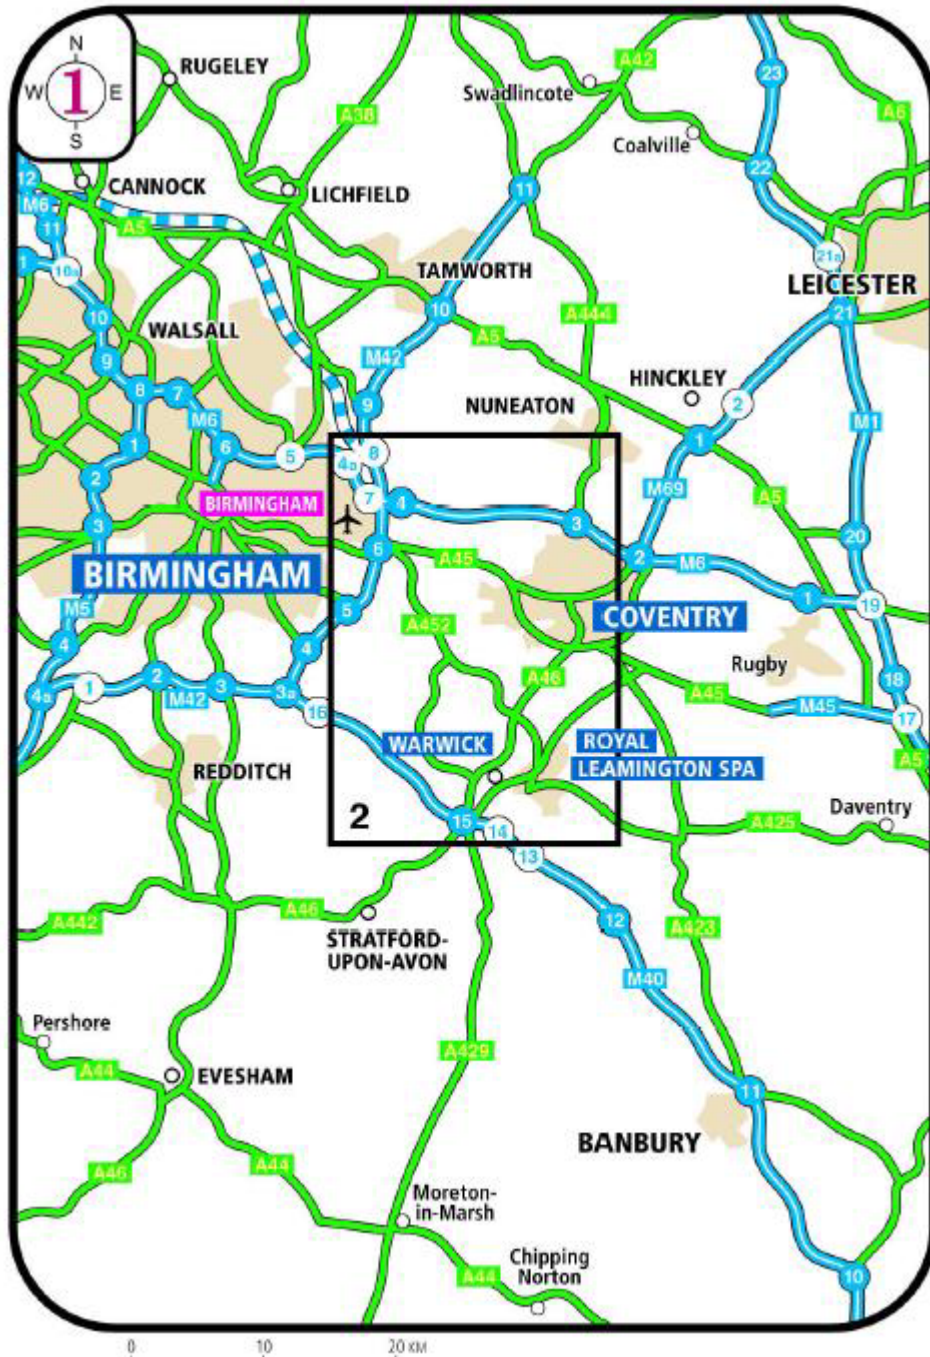 N
W 1 E
S
RUGELEY
A42
23
Swadlincote
A38
A6
Coalville
22
12
CANNOCK
11
LICHFIELD
M6
11
A5
1
10a
21a
TAMWORTH
LEICESTER
10
10
A444
21
WALSALL
A5
M42
9
HINCKLEY
8
7
2
9
NUNEATON
M6
M1
1
6
1
5
8
4a
2
M69
7
A5
BIRMINGHAM
4
3
3
20
6
A45
2
M6
BIRMINGHAM
1
19
M5
5
COVENTRY
A452
4
4
Rugby
A46
2
18
4a
1
M42
3
3a
A45
M45
16
17
WARWICK
ROYAL
LEAMINGTON SPA
A5
REDDITCH
Daventry
2
15
14
A425
13
A46
A442
12
A423
STRATFORD-
UPON-AVON
M40
Pershore
A429
A44
EVESHAM
11
BANBURY
A44
A46
Moreton-
in-Marsh
Chipping
Norton
A44
10
0 10 20 KM